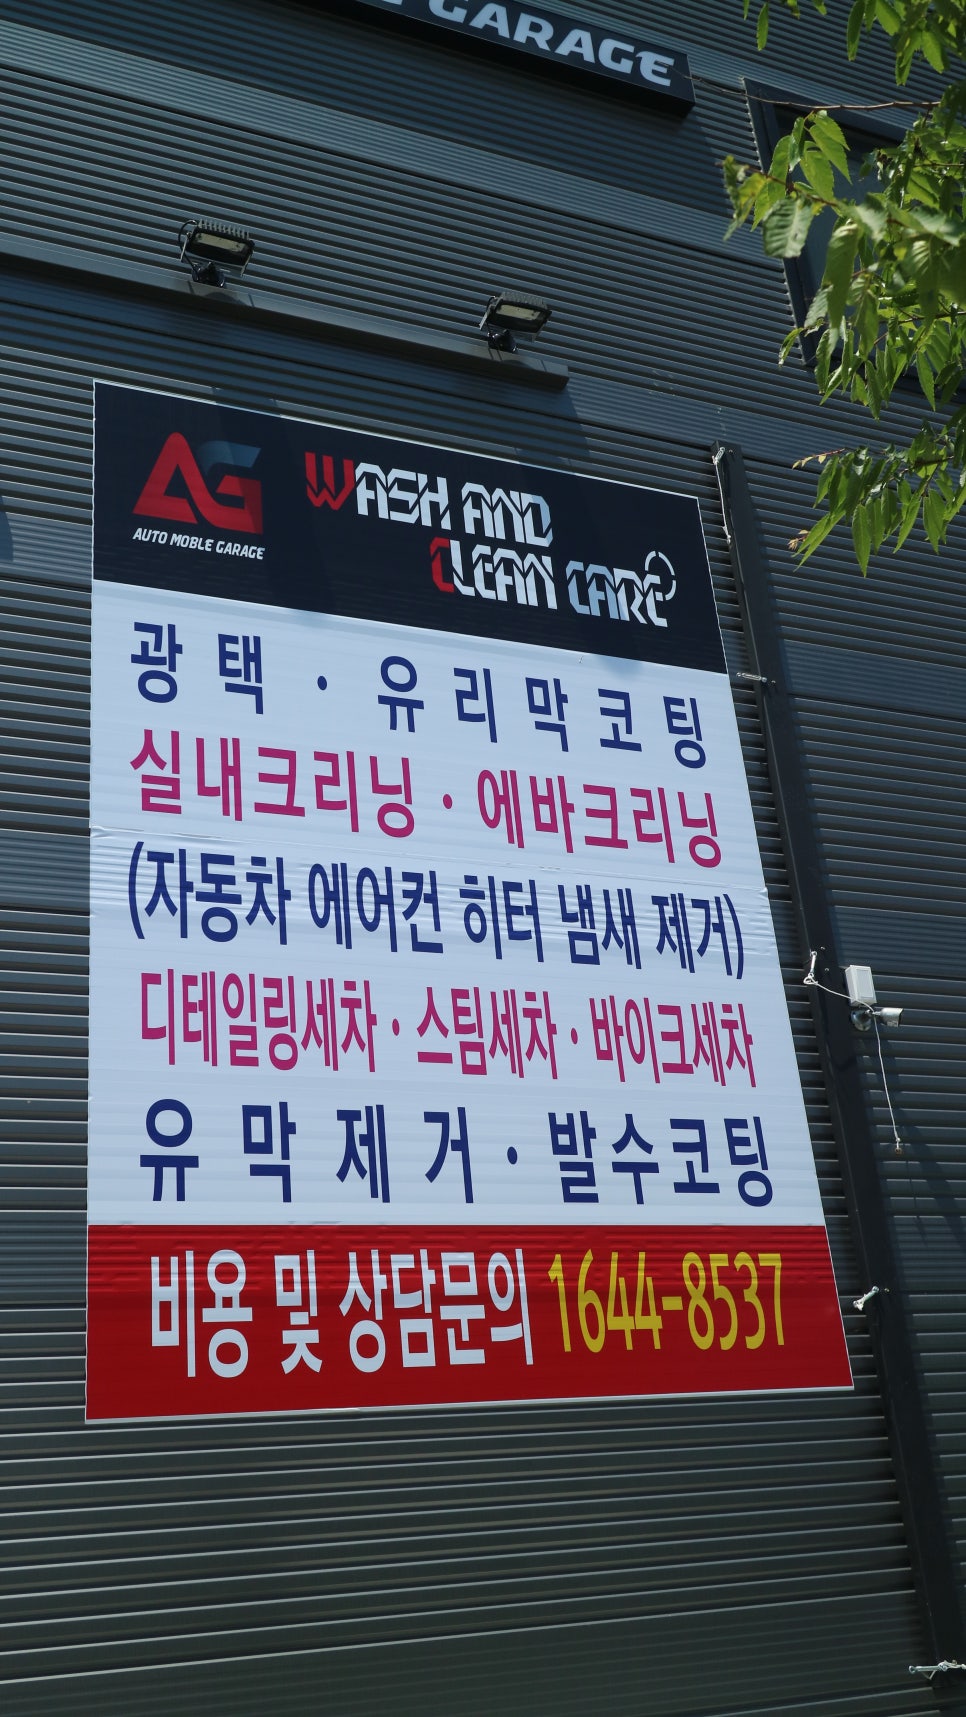 GARAGE
AG
AUTO MOBLE GARAGE
WASH AND
CLEAN CARE
광택·유리막코팅
실내크리닝·에바크리닝
(자동차 에어컨 히터 냄새 제거)
디테일링세차·스팀세차·바이크세차
유막제거·발수코팅
비용 및 상담문의 1644-8537